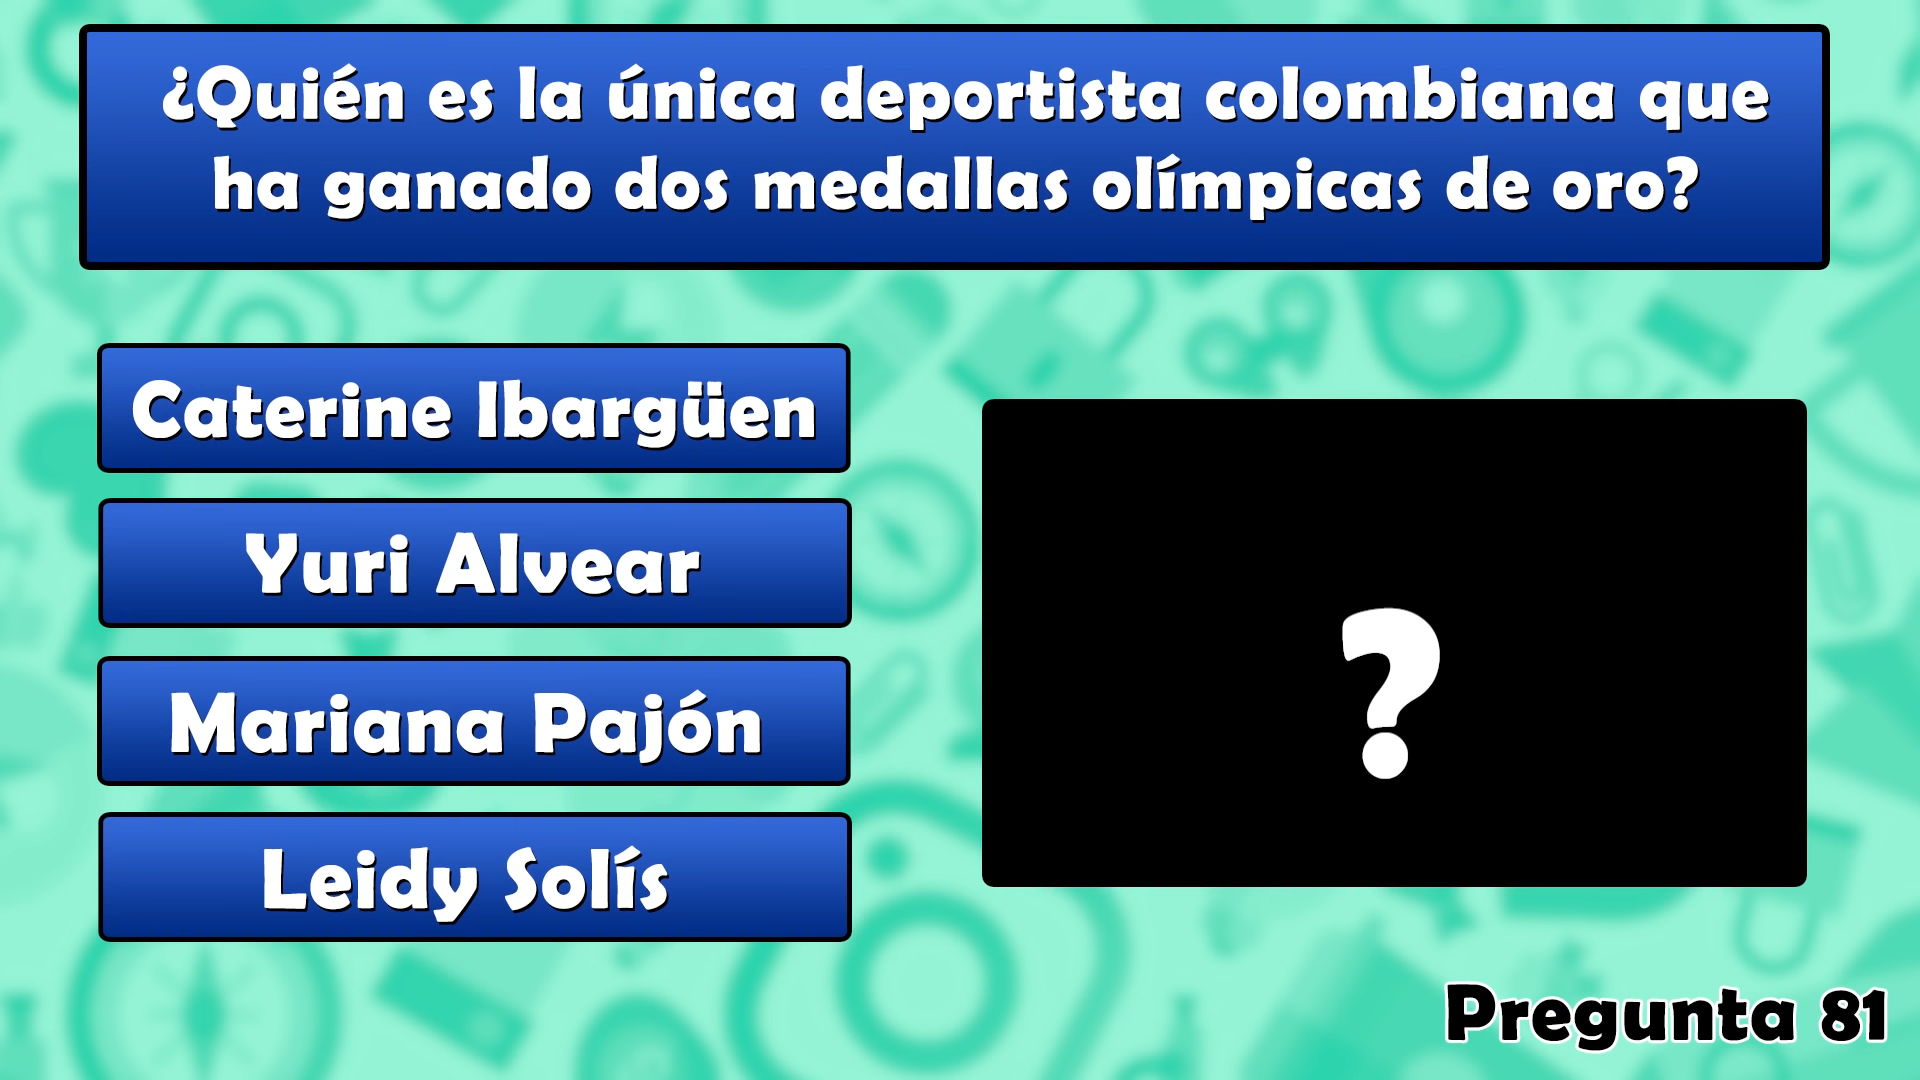 ¿Quién es la única deportista colombiana que
ha ganado dos medallas olímpicas de oro?
Caterine Ibargüen
Yuri Alvear
Mariana Pajón
Leidy Solís
?
Pregunta 81